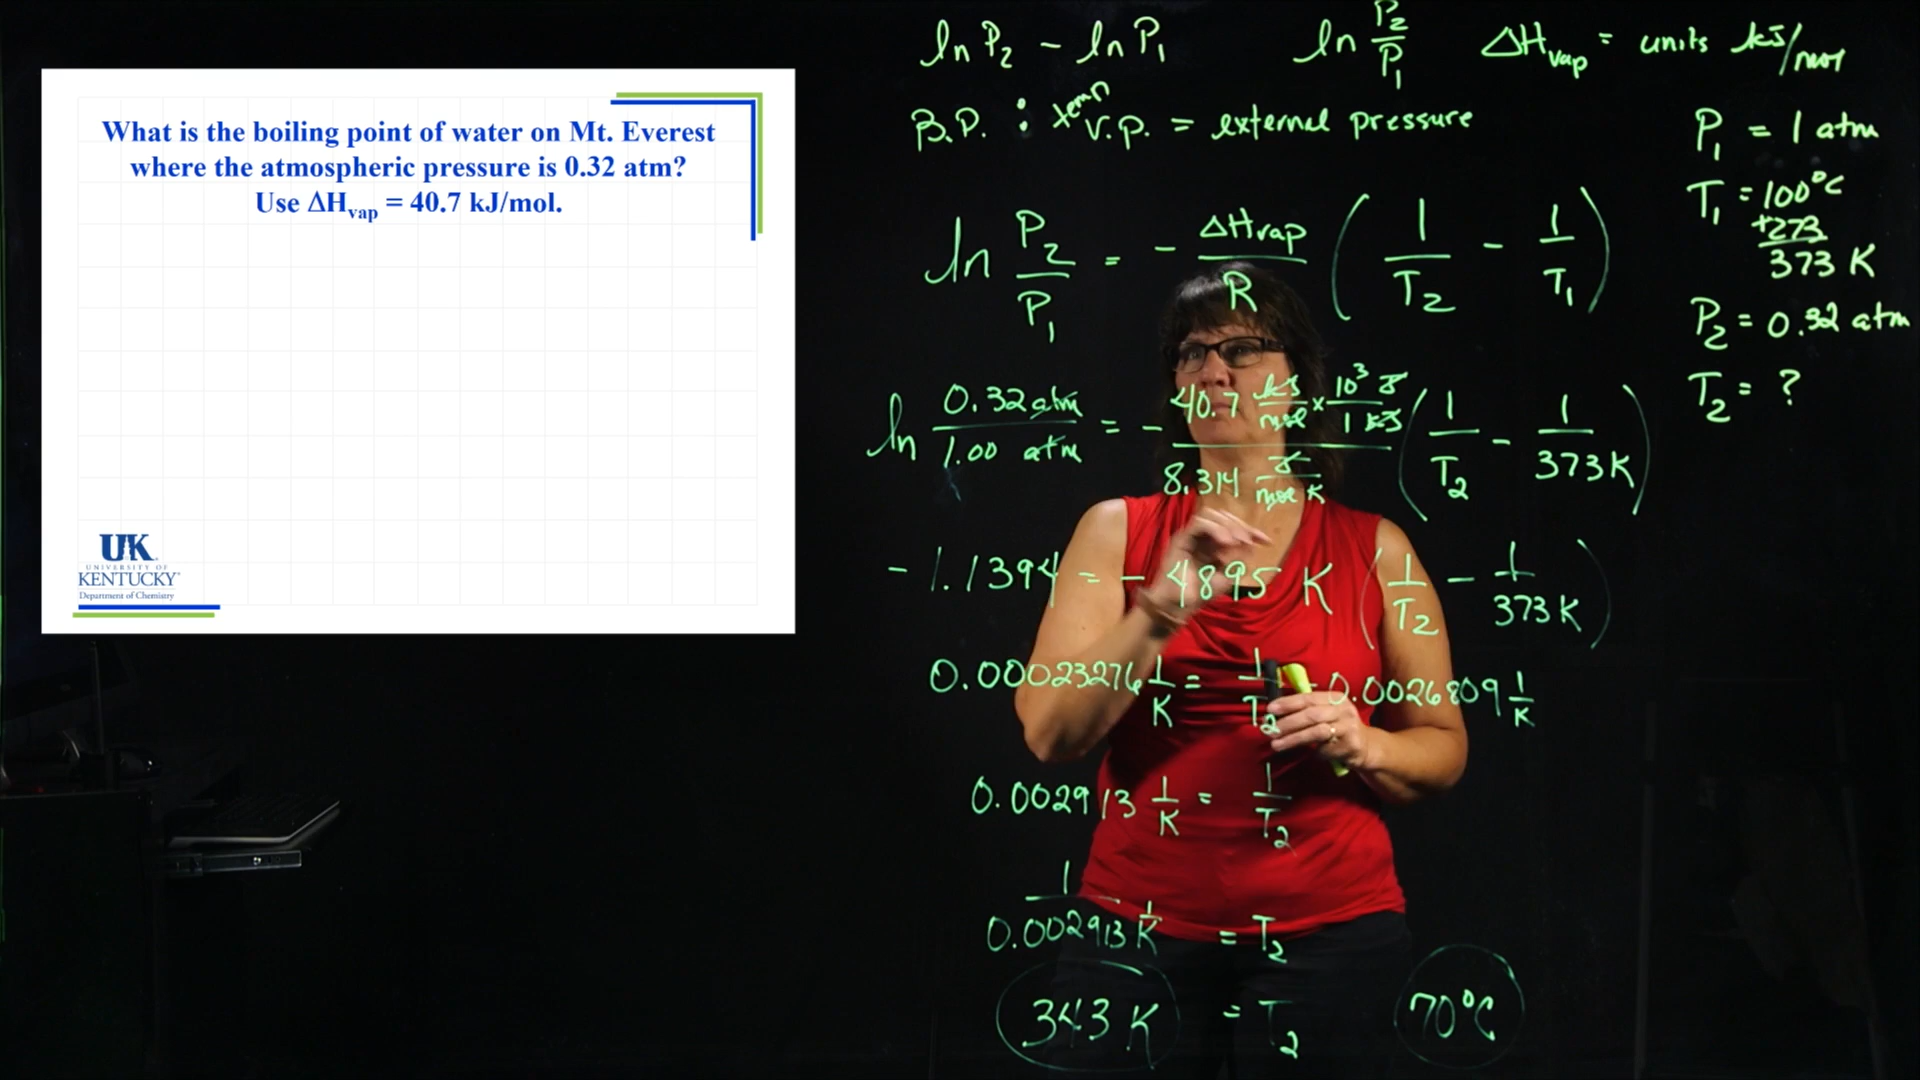 What is the boiling point of water on Mt. Everest
where the atmospheric pressure is 0.32 atm?
Use ΔHvap = 40.7 kJ/mol.
UK
UNIVERSITY OF
KENTUCKY
Department of Chemistry
ln P2 - ln P1
ln P2/P1
ΔHvap = units kJ/mol
B.P. : temp V.P. = external pressure
P1 = 1 atm
T1 = 100°C
+273
373 K
P2 = 0.32 atm
T2 = ?
ln P2/P1 = - ΔHvap/R (1/T2 - 1/T1)
ln 0.32 atm/1.00 atm = - 40.7 kJ/mol × 10³ J/1 kJ / 8.314 J/mol K (1/T2 - 1/373 K)
-1.1394 = - 4895 K (1/T2 - 1/373 K)
0.00023276 1/K = 1/T2 - 0.0026809 1/K
0.002913 1/K = 1/T2
1/0.002913 1/K = T2
343 K = T2
70°C